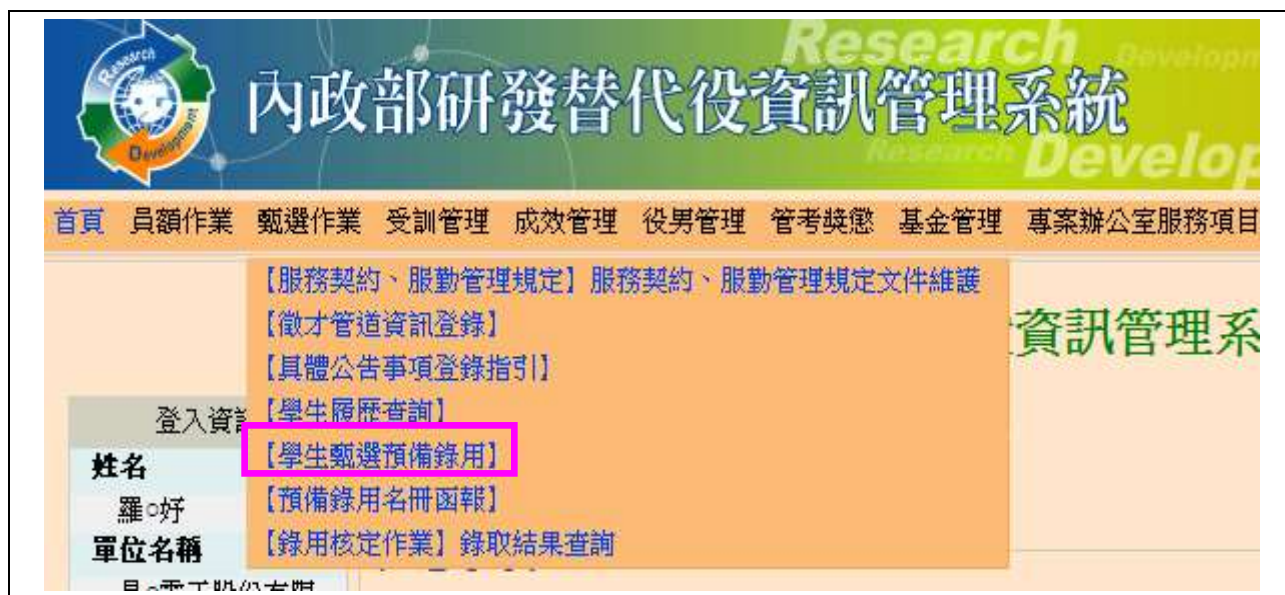 Research
Development
Research Developm
內政部研發替代役資訊管理系統
Research Develop
首頁 員額作業 甄選作業 受訓管理 成效管理 役男管理 管考獎懲 基金管理 專案辦公室服務項目
【服務契約、服勤管理規定】服務契約、服勤管理規定文件維護
【徵才管道資訊登錄】
資訊管理系
【具體公告事項登錄指引】
登入資
【學生履歷查詢】
【學生甄選預備錄用】
姓名
【預備錄用名冊函報】
羅○妤
【錄用核定作業】錄取結果查詢
單位名稱